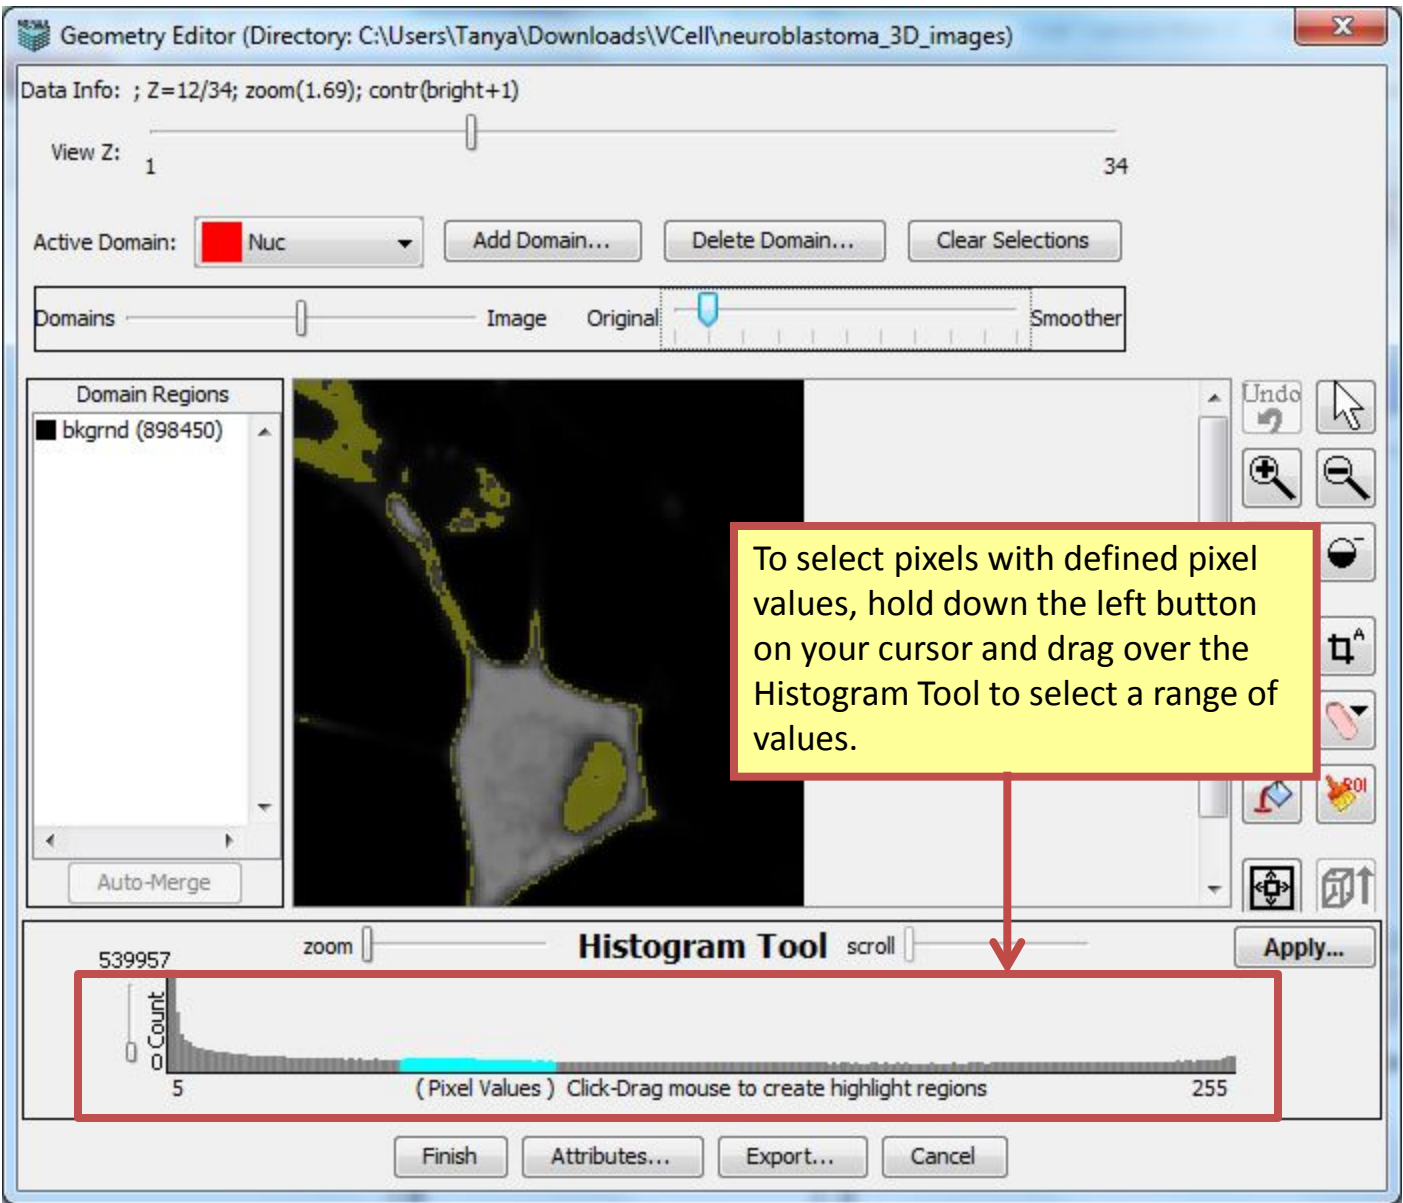 Geometry Editor (Directory: C:\Users\Tanya\Downloads\VCell\neuroblastoma_3D_images)
X
Data Info: ; Z=12/34; zoom(1.69); contr(bright+1)
View Z:
1
34
Active Domain: Nuc Add Domain... Delete Domain... Clear Selections
Domains Image Original Smoother
Domain Regions
bkgrnd (898450)
Undo
To select pixels with defined pixel
values, hold down the left button
on your cursor and drag over the
Histogram Tool to select a range of
values.
A
ROI
Auto-Merge
zoom Histogram Tool scroll Apply...
539957
Count
0
5 ( Pixel Values ) Click-Drag mouse to create highlight regions 255
Finish Attributes... Export... Cancel